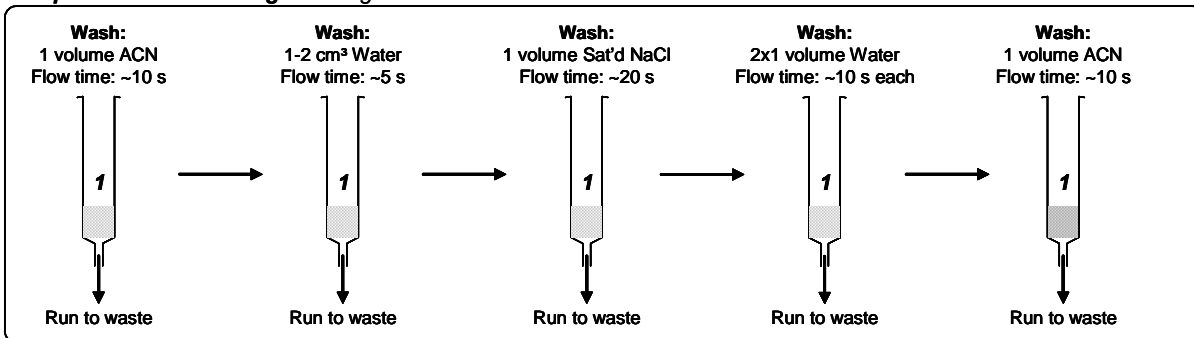 Wash:
1 volume ACN
Flow time: ~10 s
Wash:
1-2 cm³ Water
Flow time: ~5 s
Wash:
1 volume Sat'd NaCl
Flow time: ~20 s
Wash:
2x1 volume Water
Flow time: ~10 s each
Wash:
1 volume ACN
Flow time: ~10 s
1
1
1
1
1
Run to waste
Run to waste
Run to waste
Run to waste
Run to waste